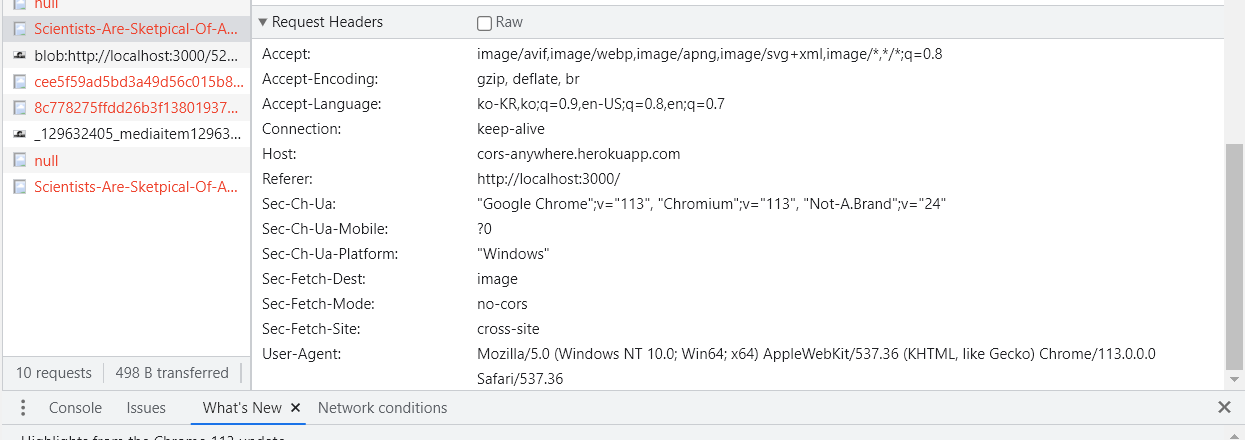 null
Scientists-Are-Sketpical-Of-A...
blob:http://localhost:3000/52...
cee5f59ad5bd3a49d56c015b8...
8c778275ffdd26b3f13801937...
_129632405_mediaitem12963...
null
Scientists-Are-Sketpical-Of-A...
10 requests 498 B transferred
Request Headers Raw
Accept: image/avif,image/webp,image/apng,image/svg+xml,image/*,*/*;q=0.8
Accept-Encoding: gzip, deflate, br
Accept-Language: ko-KR,ko;q=0.9,en-US;q=0.8,en;q=0.7
Connection: keep-alive
Host: cors-anywhere.herokuapp.com
Referer: http://localhost:3000/
Sec-Ch-Ua: "Google Chrome";v="113", "Chromium";v="113", "Not-A.Brand";v="24"
Sec-Ch-Ua-Mobile: ?0
Sec-Ch-Ua-Platform: "Windows"
Sec-Fetch-Dest: image
Sec-Fetch-Mode: no-cors
Sec-Fetch-Site: cross-site
User-Agent: Mozilla/5.0 (Windows NT 10.0; Win64; x64) AppleWebKit/537.36 (KHTML, like Gecko) Chrome/113.0.0.0
Safari/537.36
Console Issues What's New Network conditions
Highlights from the Chrome 113 update